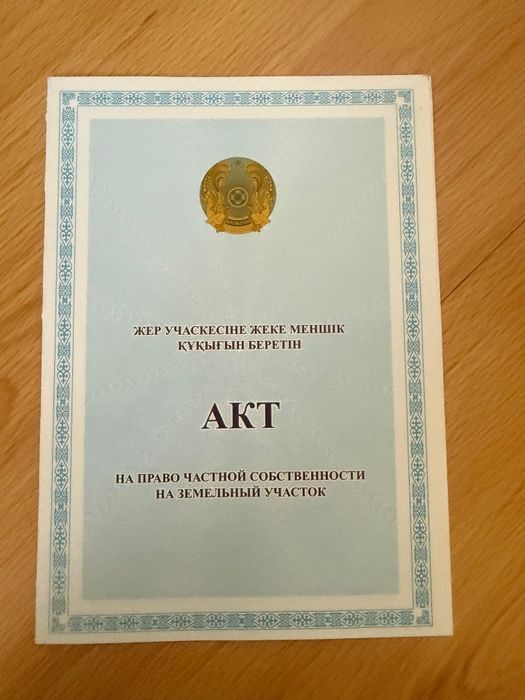 ЖЕР УЧАСКЕСІНЕ ЖЕКЕ МЕНШІК
ҚҰҚЫҒЫН БЕРЕТІН
АКТ
НА ПРАВО ЧАСТНОЙ СОБСТВЕННОСТИ
НА ЗЕМЕЛЬНЫЙ УЧАСТОК